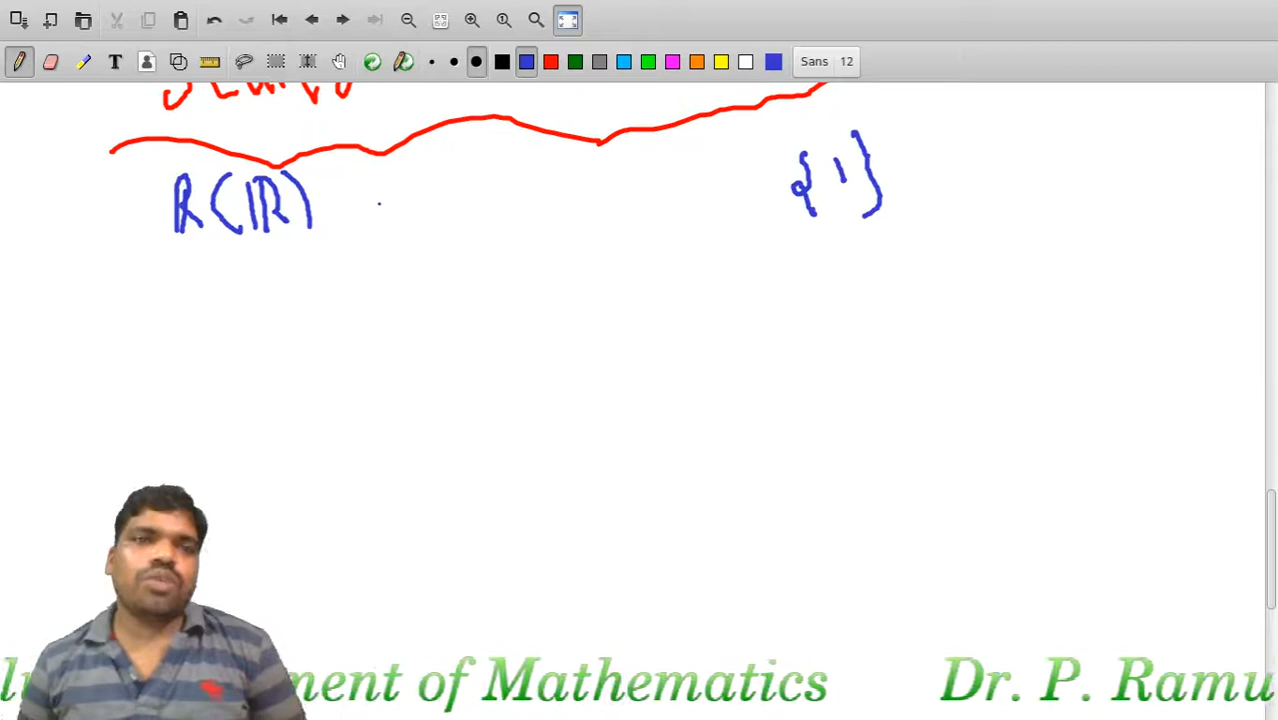 T
Sans 12
R(ℝ) {1}
ment of Mathematics Dr. P. Ramu